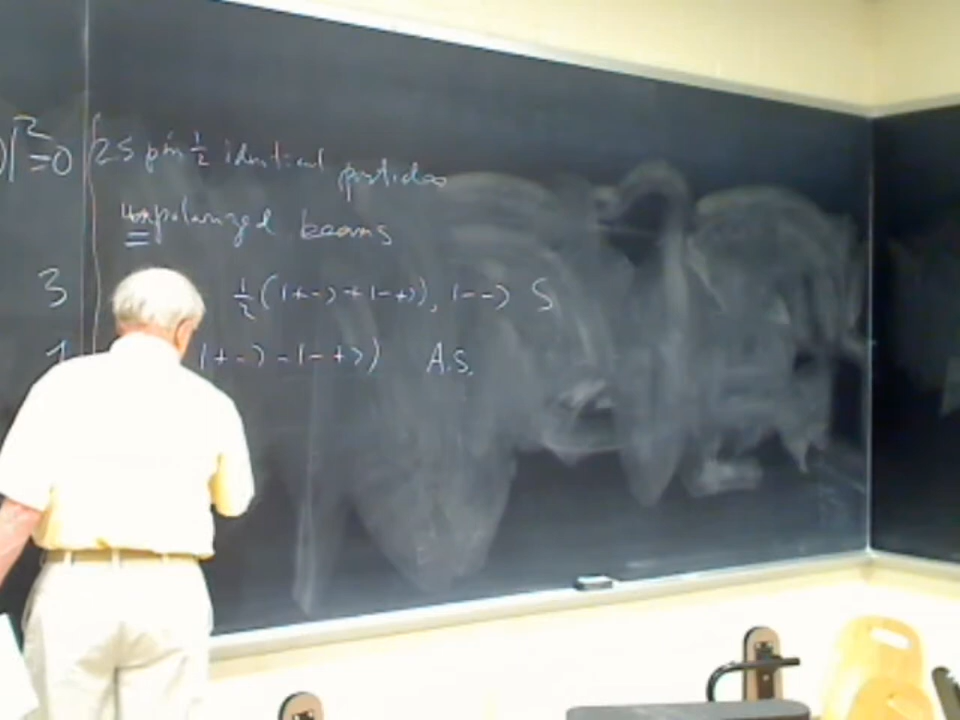 )|²=0
2 Spin 1/2 identical particles
unpolarized beams
3 1/2(|+-⟩+|-+⟩), |--⟩ S
1 |+-⟩-|-+⟩) A.S.